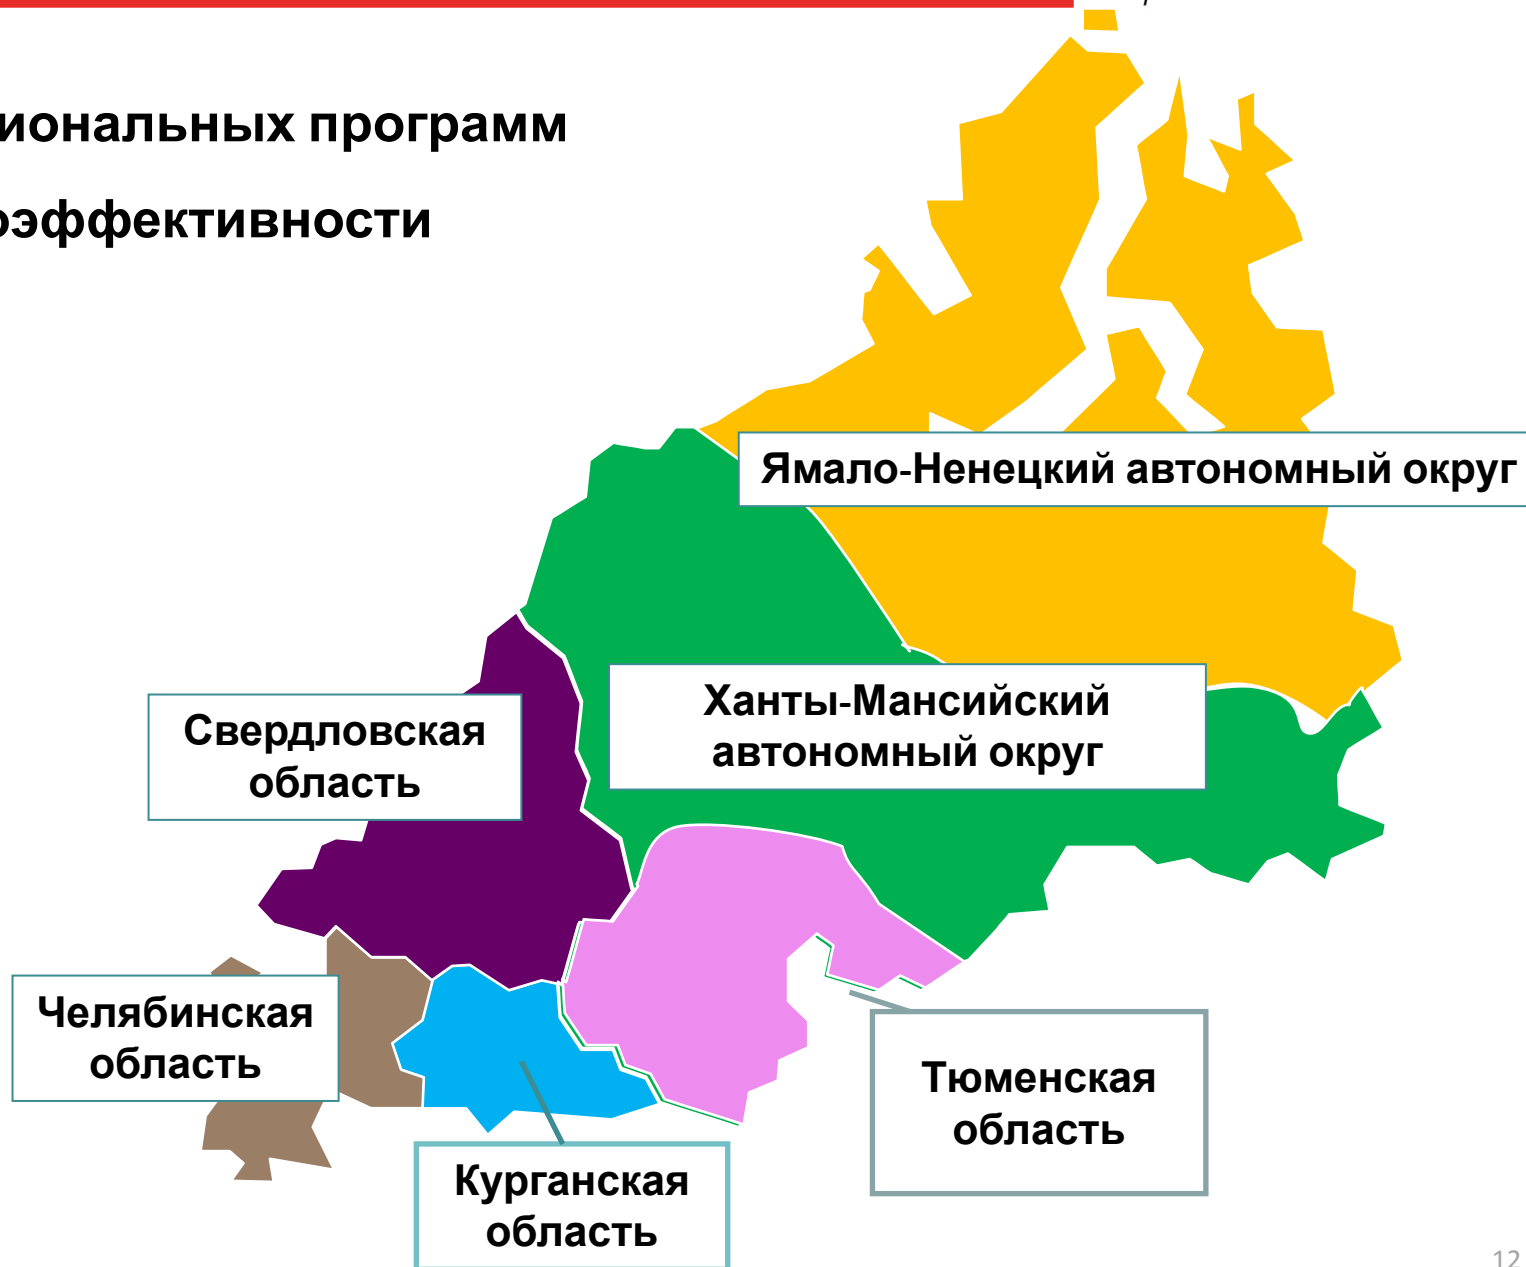 иональных программ
оэффективности
Ямало-Ненецкий автономный округ
Ханты-Мансийский
автономный округ
Свердловская
область
Челябинская
область
Тюменская
область
Курганская
область
12